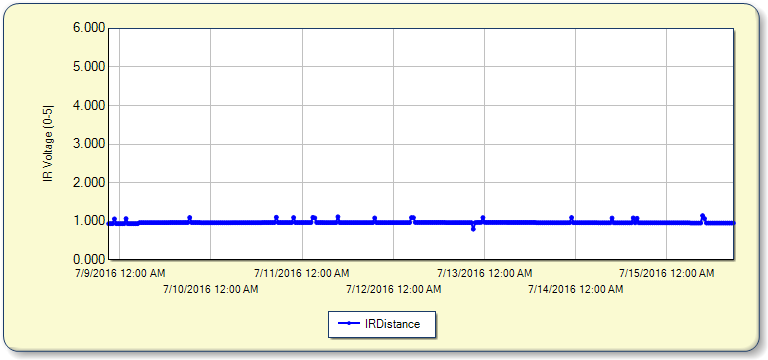 6.000
5.000
4.000
3.000
2.000
1.000
0.000
IR Voltage (0-5|
7/9/2016 12:00 AM
7/10/2016 12:00 AM
7/11/2016 12:00 AM
7/12/2016 12:00 AM
7/13/2016 12:00 AM
7/14/2016 12:00 AM
7/15/2016 12:00 AM
IRDistance